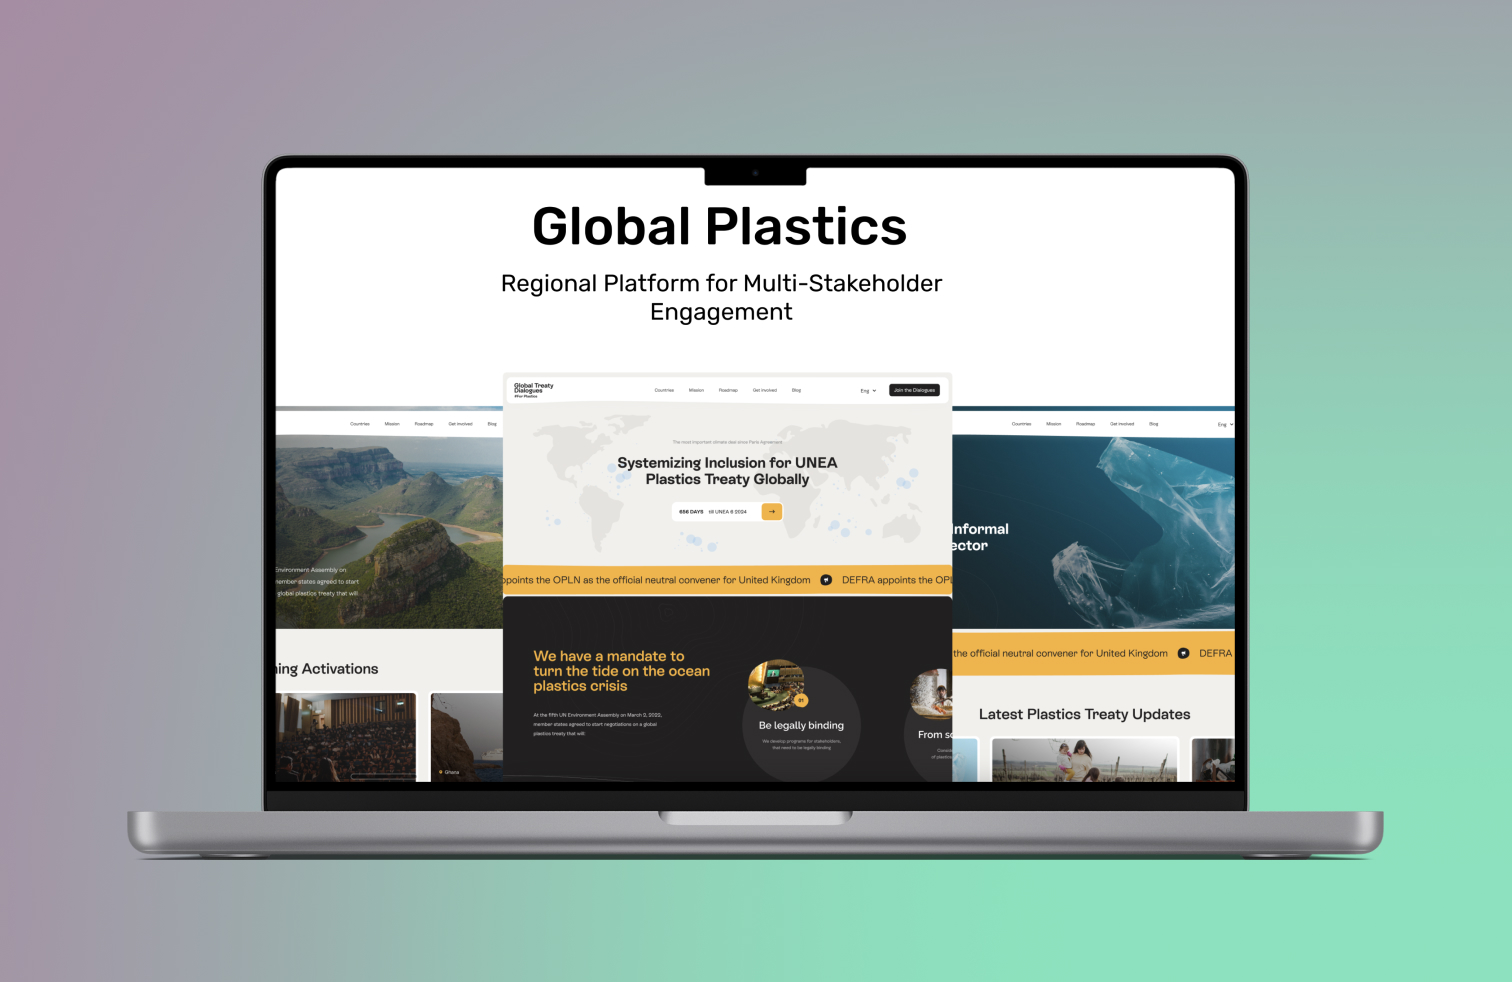 Global Plastics
Regional Platform for Multi-Stakeholder
Engagement
Global Treaty
Dialogues
#For Plastics
Countries
Mission
Roadmap
Get Involved
Blog
Eng
Join the Dialogues
The most important climate deal since Paris Agreement
Systemizing Inclusion for UNEA
Plastics Treaty Globally
656 DAYS till UNEA 6 2024
ppoints the OPLN as the official neutral convener for United Kingdom
DEFRA appoints the OPL
We have a mandate to
turn the tide on the ocean
plastics crisis
At the fifth UN Environment Assembly on March 2, 2022,
member states agreed to start negotiations on a global
plastics treaty that will:
01
Be legally binding
We develop programs for stakeholders,
that need to be legally binding
From so
Conside
of plastics
Countries
Mission
Roadmap
Get Involved
Blog
Environment Assembly on
member states agreed to start
global plastics treaty that will:
ning Activations
Ghana
Countries
Mission
Roadmap
Get Involved
Blog
Eng
Informal
ector
the official neutral convener for United Kingdom
DEFRA
Latest Plastics Treaty Updates